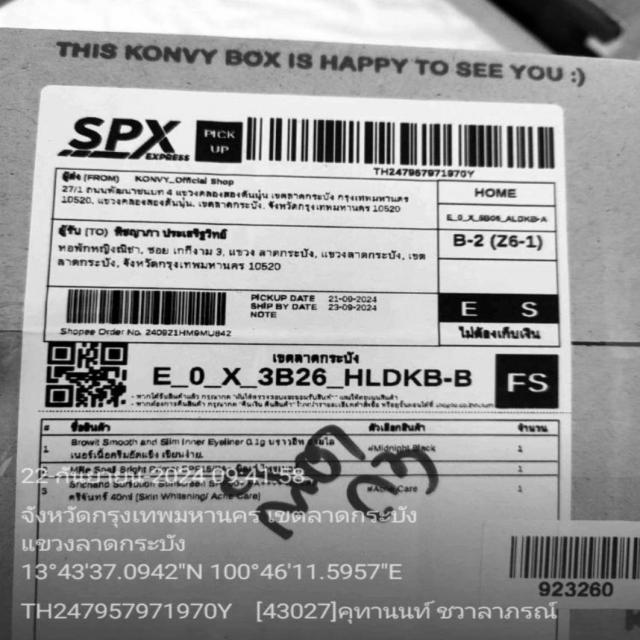 THIS KONVY BOX IS HAPPY TO SEE YOU :)
SPX EXPRESS
PICK UP
TH247957971970Y
ผู้ส่ง (FROM) KONVY_Official Shop
27/1 ถนนพัฒนาชนบท 4 แขวงคลองสองต้นนุ่น เขตลาดกระบัง กรุงเทพมหานคร
10520, แขวงคลองสองต้นนุ่น, เขตลาดกระบัง, จังหวัดกรุงเทพมหานคร 10520
HOME
E_0_X_5B06_ALDKB-A
ผู้รับ (TO) พิชญาภา ประเสริฐวิทย์
หอพักหญิงณิชา, ซอย เกกีงาม 3, แขวง ลาดกระบัง, แขวงลาดกระบัง, เขต
ลาดกระบัง, จังหวัดกรุงเทพมหานคร 10520
B-2 (Z6-1)
PICKUP DATE 21-09-2024
SHIP BY DATE 23-09-2024
NOTE
E S
Shopee Order No. 240921HM9MU842
ไม่ต้องเก็บเงิน
เขตลาดกระบัง
E_0_X_3B26_HLDKB-B
FS
# ชื่อสินค้า ตัวเลือกสินค้า จำนวน
1 Browit Smooth and Slim Inner Eyeliner 0.1g บราวอิท #Midnight Black 1
เนอร์เนื้อครีมอัดแข็ง เขียนง่าย.
2 1
3 Srichand Sunscreen #Acne Care 1
ศรีจันทร์ 40ml (Skin Whitening/ Acne Care)
22 กันยายน 2024 09:41:58
จังหวัดกรุงเทพมหานคร เขตลาดกระบัง
แขวงลาดกระบัง
13°43'37.0942"N 100°46'11.5957"E
TH247957971970Y [43027]คุทานนท์ ชวาลาภรณ์
923260